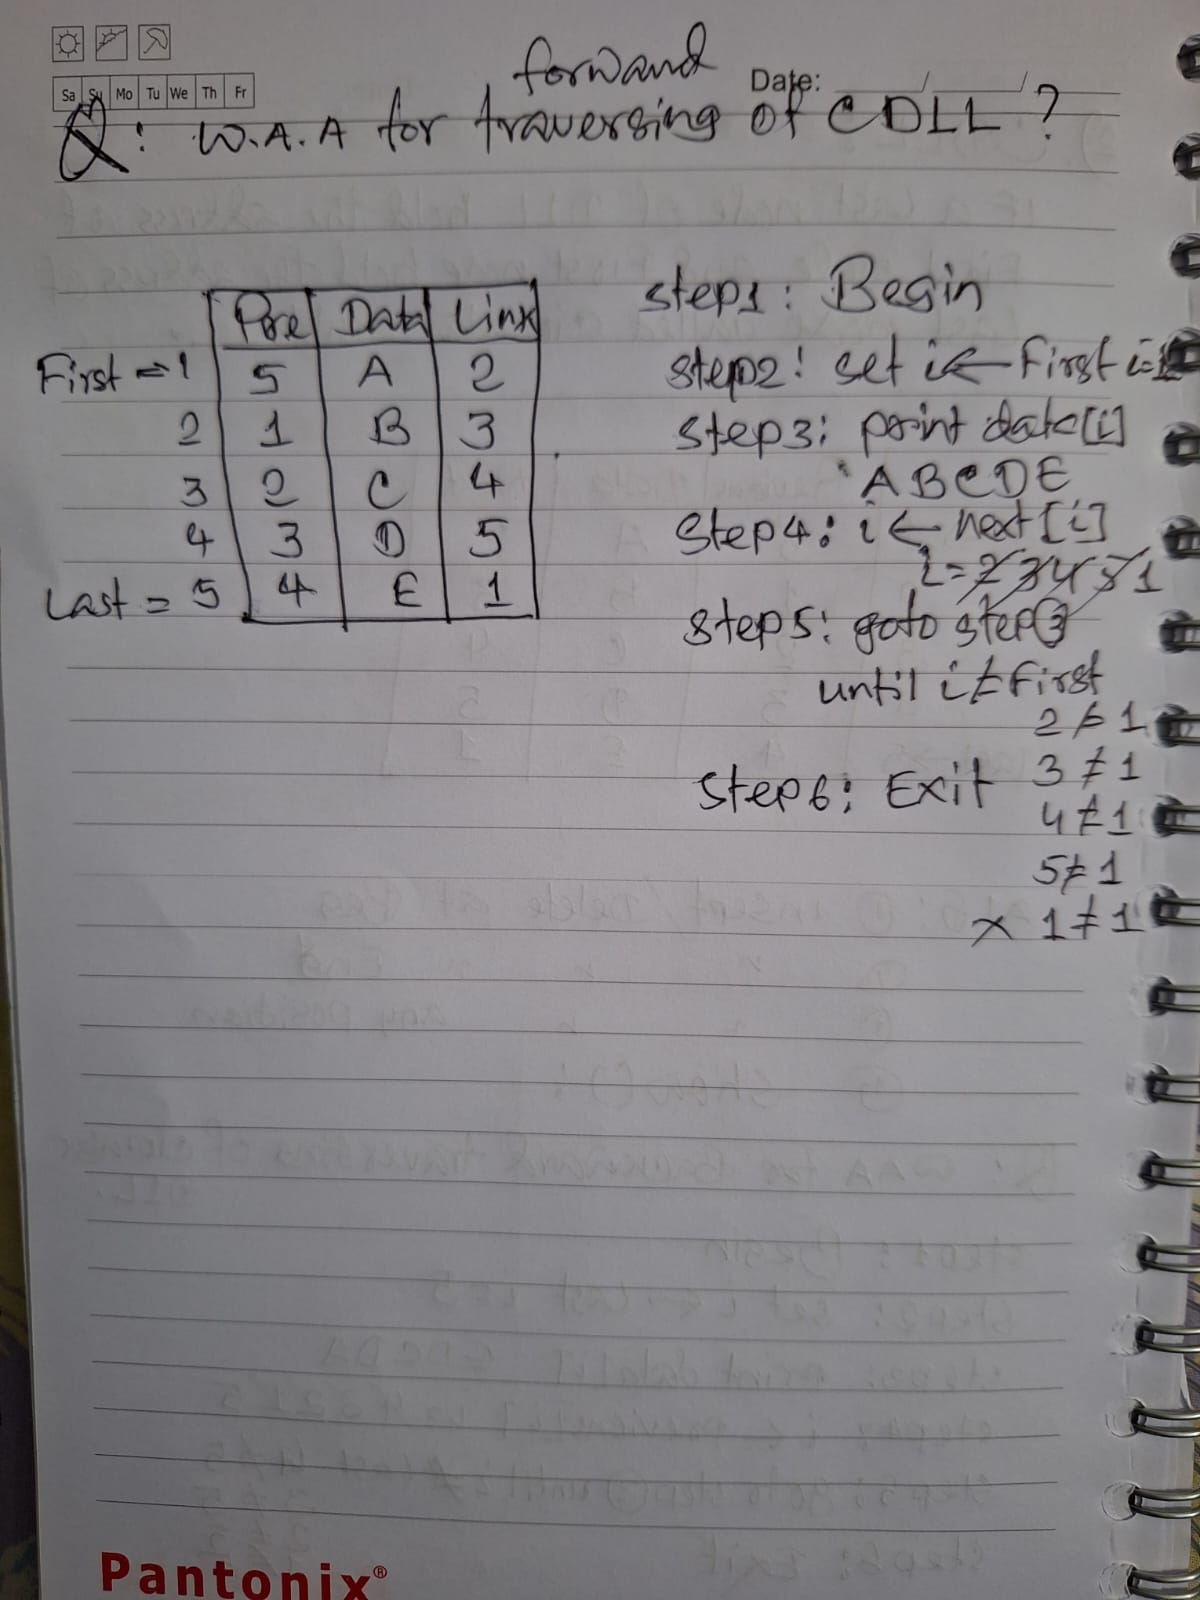 Sa Su Mo Tu We Th Fr
Date: / /
forward
Q: W.A.A for traversing of CDLL ?
Pre Data Link
First = 1 5 A 2
2 1 B 3
3 2 C 4
4 3 D 5
Last = 5 4 E 1
step1: Begin
step2: set i ← First i=1
step3: print data[i]
A B C D E
Step4: i ← next[i]
i = 2 3 4 5 1
Step5: goto step 3
until i ≠ First
2 ≠ 1
3 ≠ 1
4 ≠ 1
5 ≠ 1
x 1 ≠ 1
Step6: Exit
Pantonix®